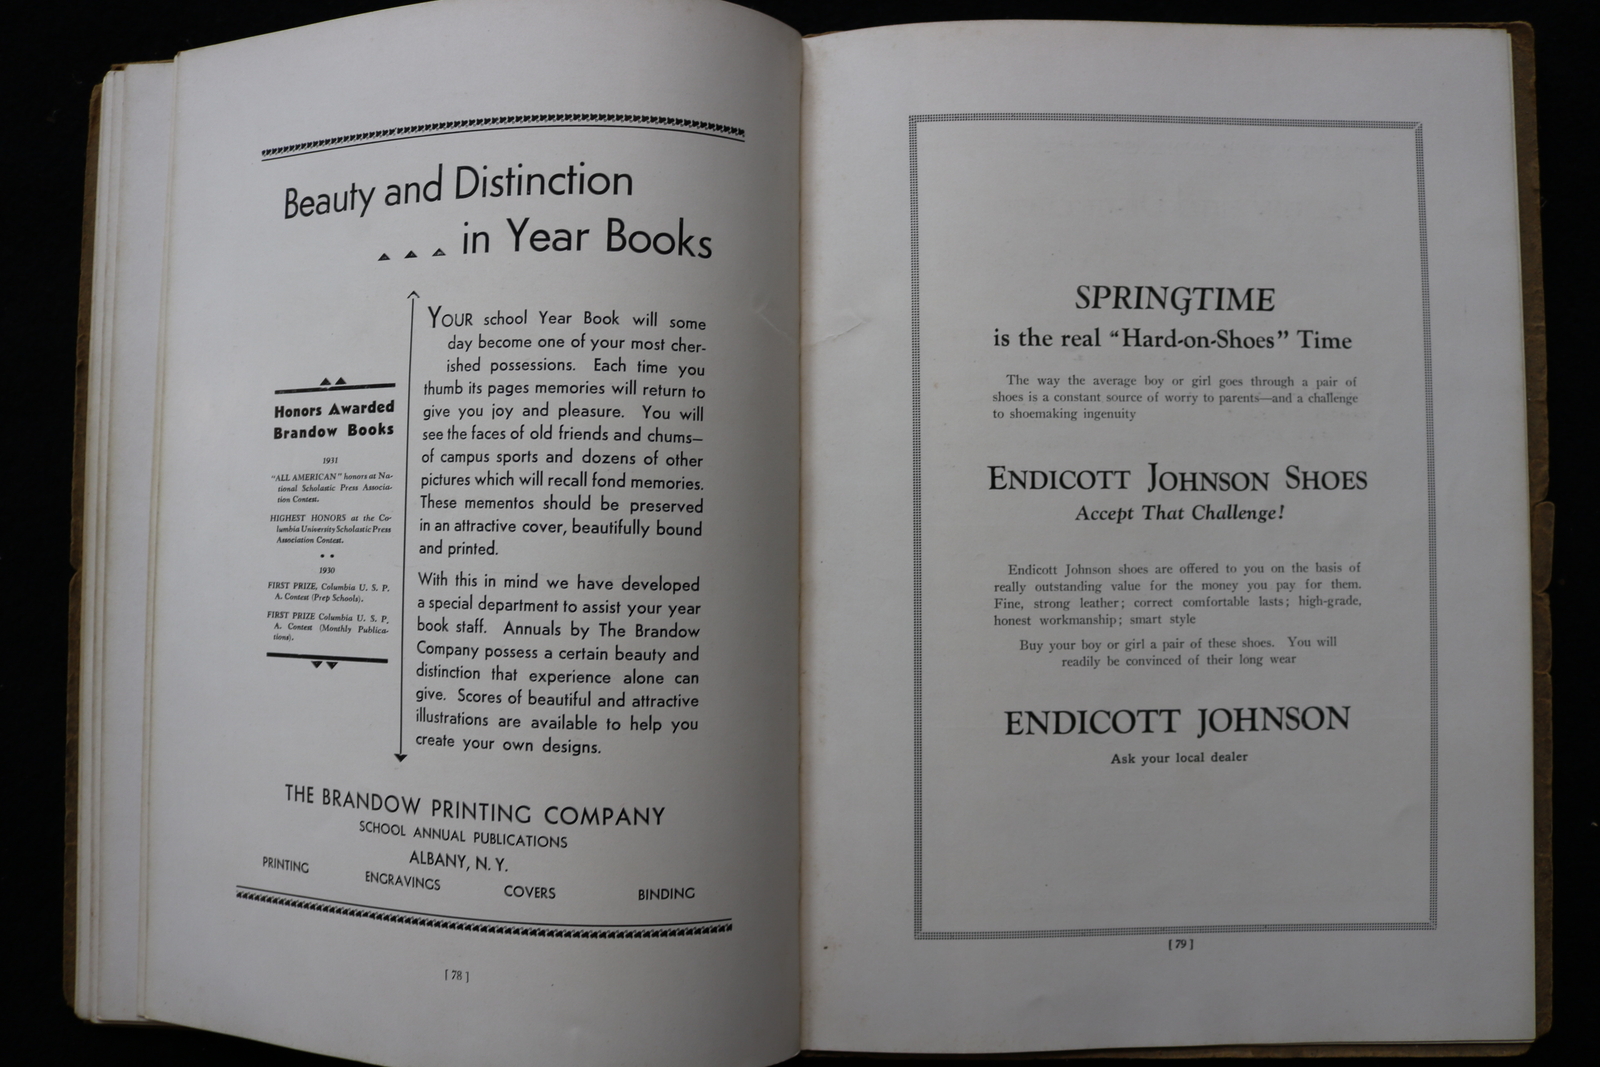 Beauty and Distinction
... in Year Books
Honors Awarded
Brandow Books
1931
"ALL AMERICAN" honors at Na-
tional Scholastic Press Associa-
tion Contest.
HIGHEST HONORS at the Co-
lumbia University Scholastic Press
Association Contest.
1930
FIRST PRIZE, Columbia U. S. P.
A. Contest (Prep Schools).
FIRST PRIZE Columbia U. S. P.
A. Contest (Monthly Publica-
tions).
YOUR school Year Book will some
day become one of your most cher-
ished possessions. Each time you
thumb its pages memories will return to
give you joy and pleasure. You will
see the faces of old friends and chums—
of campus sports and dozens of other
pictures which will recall fond memories.
These mementos should be preserved
in an attractive cover, beautifully bound
and printed.
With this in mind we have developed
a special department to assist your year
book staff. Annuals by The Brandow
Company possess a certain beauty and
distinction that experience alone can
give. Scores of beautiful and attractive
illustrations are available to help you
create your own designs.
THE BRANDOW PRINTING COMPANY
SCHOOL ANNUAL PUBLICATIONS
ALBANY, N. Y.
PRINTING ENGRAVINGS COVERS BINDING
[ 78 ]
SPRINGTIME
is the real "Hard-on-Shoes" Time
The way the average boy or girl goes through a pair of
shoes is a constant source of worry to parents—and a challenge
to shoemaking ingenuity
ENDICOTT JOHNSON SHOES
Accept That Challenge!
Endicott Johnson shoes are offered to you on the basis of
really outstanding value for the money you pay for them.
Fine, strong leather; correct comfortable lasts; high-grade,
honest workmanship; smart style
Buy your boy or girl a pair of these shoes. You will
readily be convinced of their long wear
ENDICOTT JOHNSON
Ask your local dealer
[ 79 ]